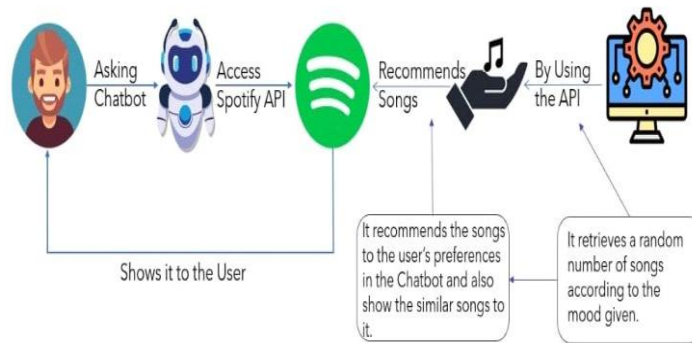 Asking
Chatbot
Access
Spotify API
Recommends
Songs
By Using
the API
Shows it to the User
It recommends the songs
to the user's preferences
in the Chatbot and also
show the similar songs to
it.
It retrieves a random
number of songs
according to the
mood given.